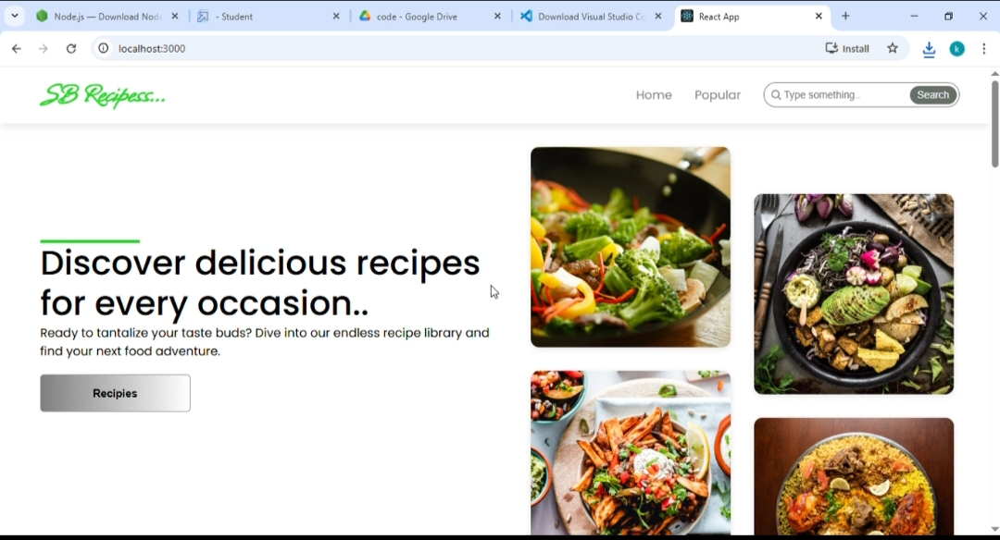 Node.js — Download Node
- Student
code - Google Drive
Download Visual Studio Co
React App
localhost:3000
Install
k
SB Recipess...
Home
Popular
Type something..
Search
Discover delicious recipes
for every occasion..
Ready to tantalize your taste buds? Dive into our endless recipe library and
find your next food adventure.
Recipies